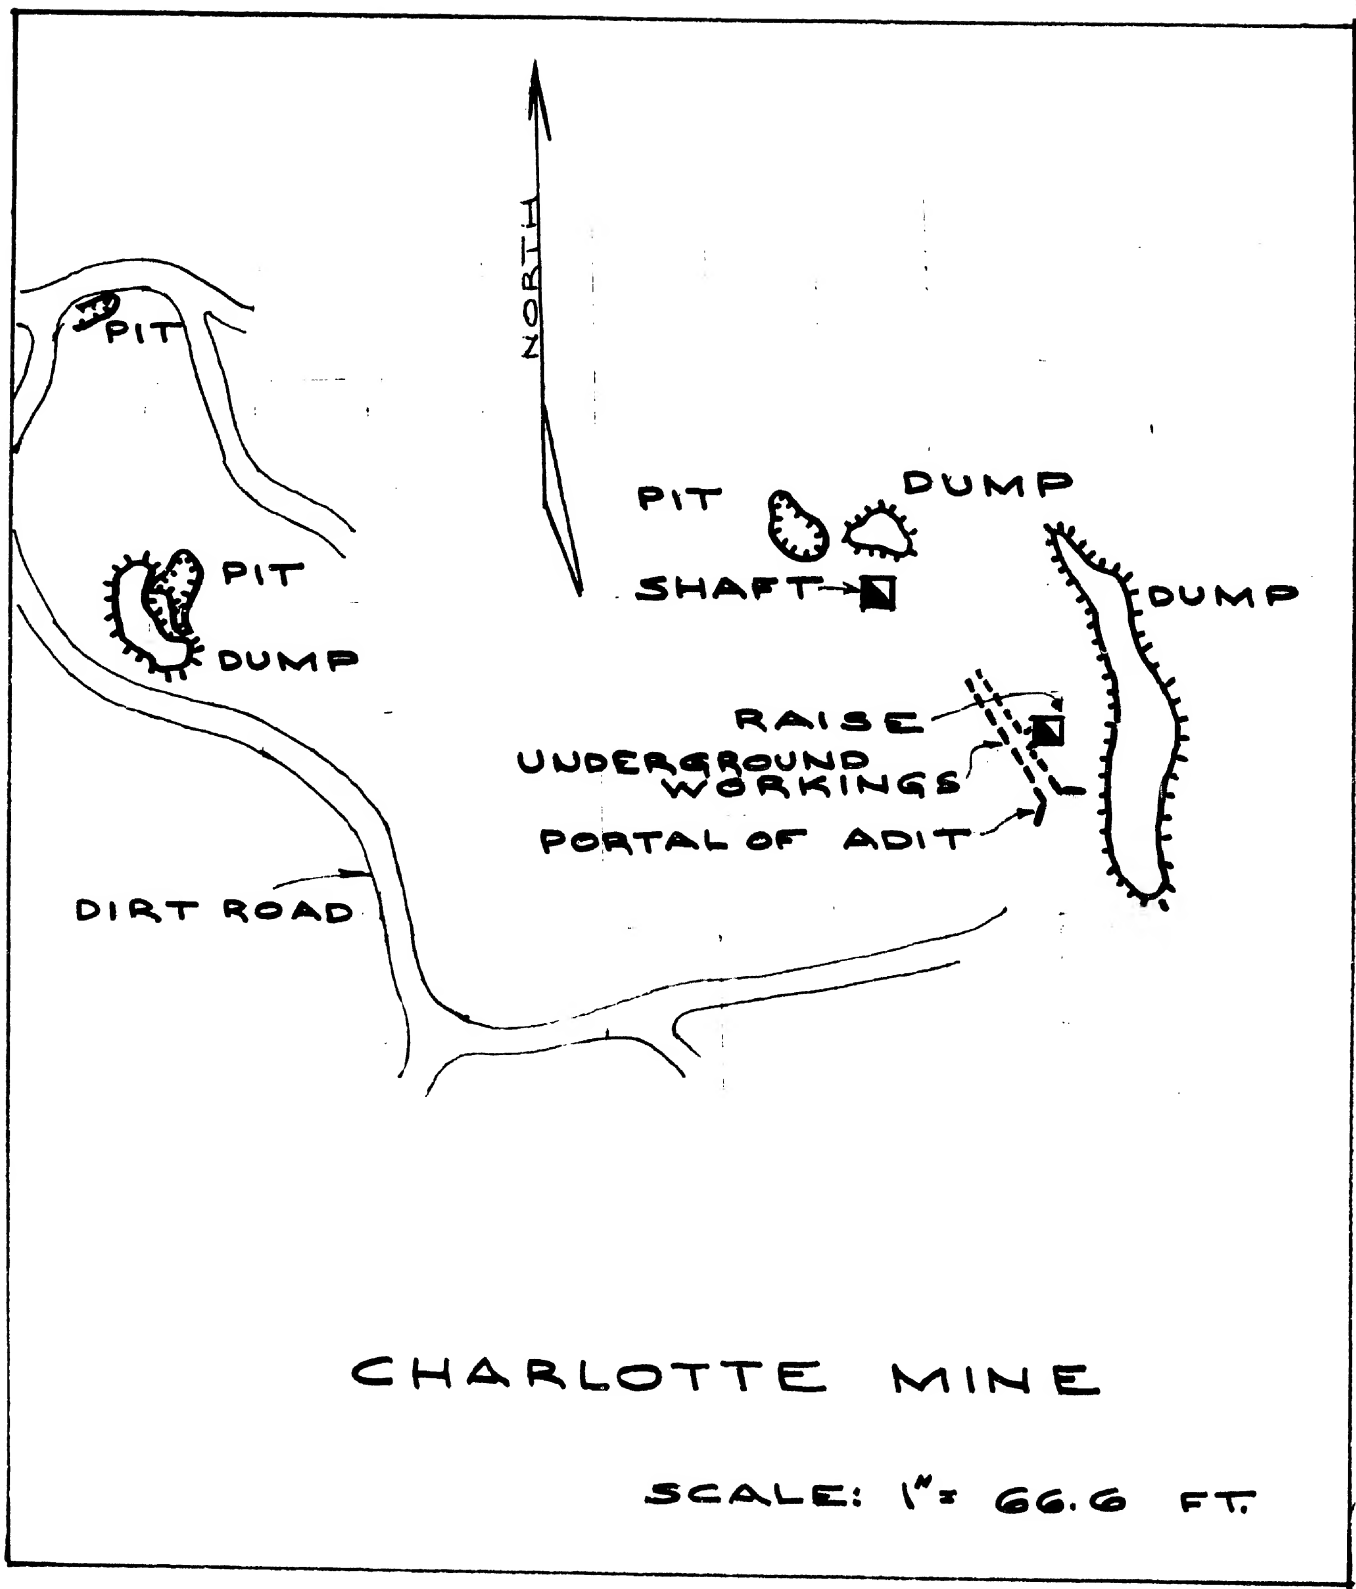 NORTH
PIT
PIT
DUMP
SHAFT
PIT
DUMP
DUMP
RAISE
UNDERGROUND
WORKINGS
PORTAL OF ADIT
DIRT ROAD
CHARLOTTE MINE
SCALE: 1"= 66.6 FT.